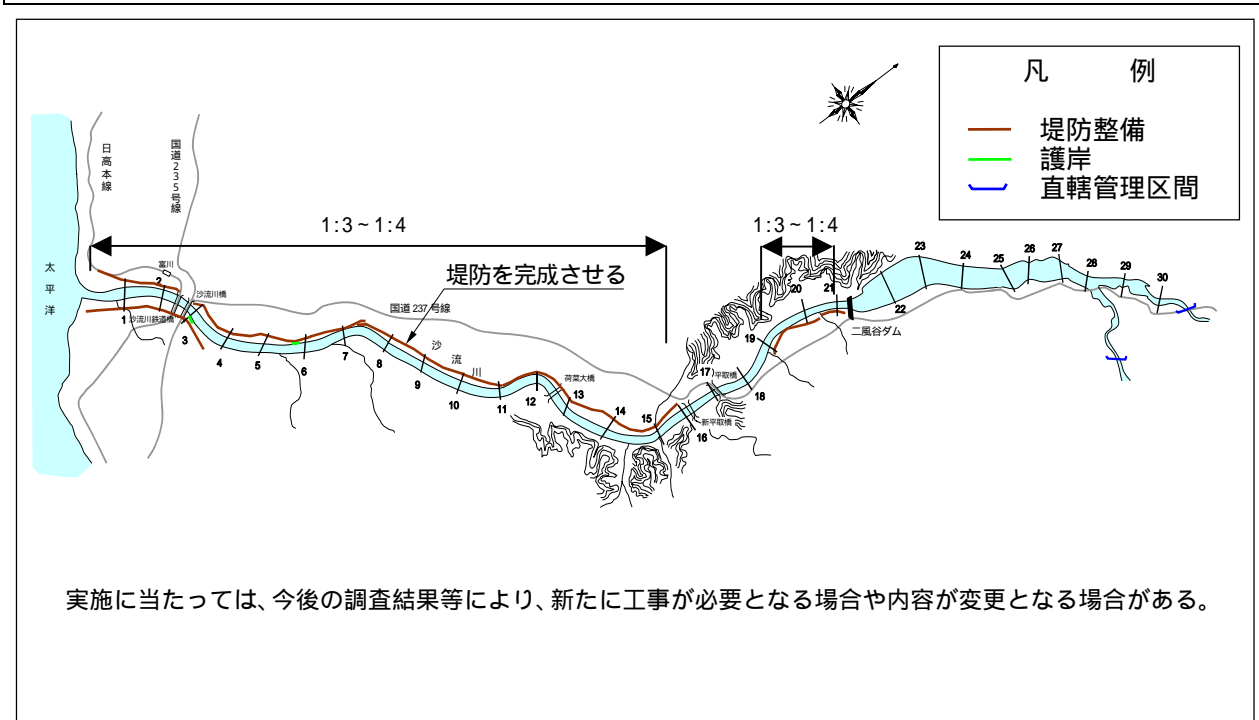 凡 例
堤防整備
護岸
直轄管理区間
日高本線
国道235号線
1:3~1:4
1:3~1:4
堤防を完成させる
太平洋
富川
沙流川橋
沙流川鉄道橋
国道237号線
沙流川
荷菜大橋
平取橋
新平取橋
二風谷ダム
1
2
3
4
5
6
7
8
9
10
11
12
13
14
15
16
17
18
19
20
21
22
23
24
25
26
27
28
29
30
実施に当たっては、今後の調査結果等により、新たに工事が必要となる場合や内容が変更となる場合がある。